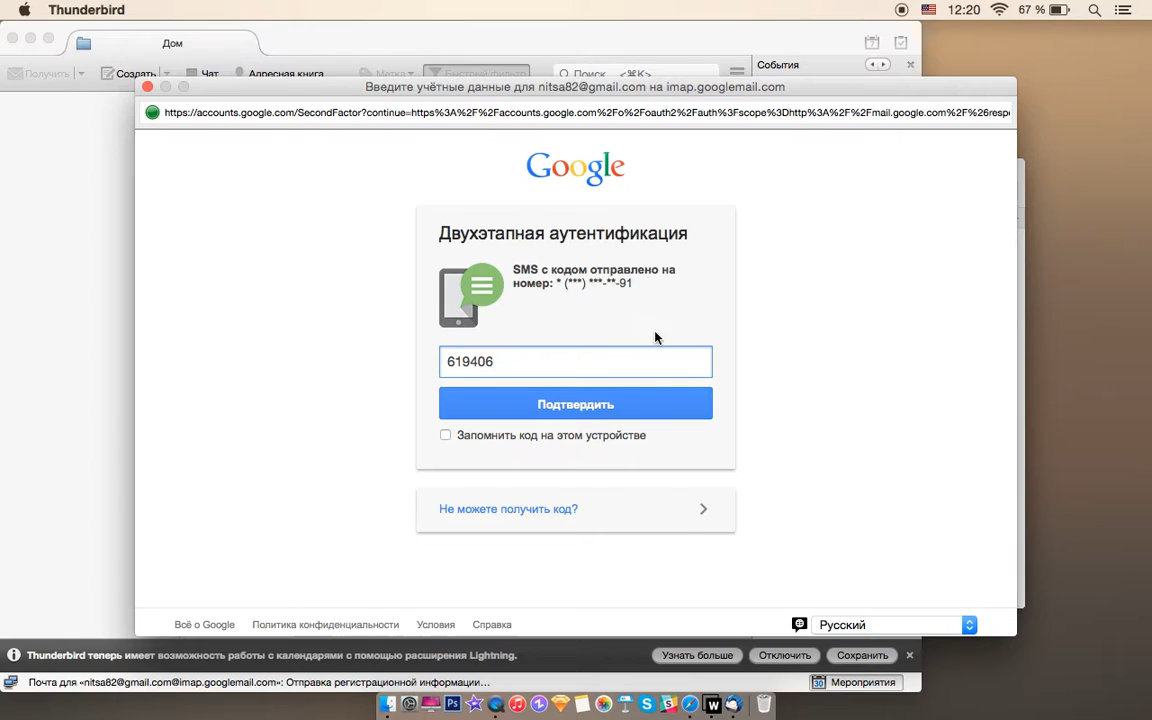 Thunderbird
12:20
67 %
Дом
7
Получить
Создать
Чат
Адресная книга
Метка
Быстрый фильтр
Поиск <⌘K>
События
Введите учётные данные для nitsa82@gmail.com на imap.googlemail.com
https://accounts.google.com/SecondFactor?continue=https%3A%2F%2Faccounts.google.com%2Fo%2Foauth2%2Fauth%3Fscope%3Dhttp%3A%2F%2Fmail.google.com%2F%26resp
Google
Двухэтапная аутентификация
SMS с кодом отправлено на
номер: * (***) ***-**-91
619406
Подтвердить
Запомнить код на этом устройстве
Не можете получить код?
Всё о Google
Политика конфиденциальности
Условия
Справка
Русский
Thunderbird теперь имеет возможность работы с календарями с помощью расширения Lightning.
Узнать больше
Отключить
Сохранить
Почта для «nitsa82@gmail.com@imap.googlemail.com»: Отправка регистрационной информации…
30
Мероприятия
Ps
W